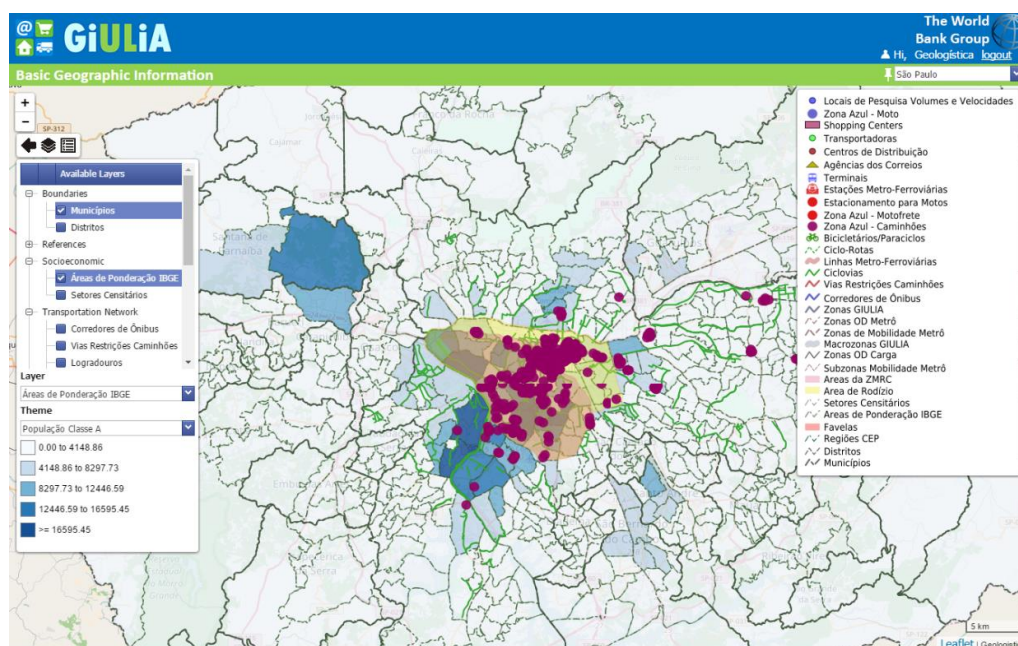 GiULiA
The World
Bank Group
Hi, Geologística logout
Basic Geographic Information
São Paulo
+
−
SP-312
Available Layers
Boundaries
Municípios
Distritos
References
Socioeconomic
Áreas de Ponderação IBGE
Setores Censitários
Transportation Network
Corredores de Ônibus
Vias Restrições Caminhões
Logradouros
Layer
Áreas de Ponderação IBGE
Theme
População Classe A
0.00 to 4148.86
4148.86 to 8297.73
8297.73 to 12446.59
12446.59 to 16595.45
>= 16595.45
Locais de Pesquisa Volumes e Velocidades
Zona Azul - Moto
Shopping Centers
Transportadoras
Centros de Distribuição
Agências dos Correios
Terminais
Estações Metro-Ferroviárias
Estacionamento para Motos
Zona Azul - Motofrete
Zona Azul - Caminhões
Bicicletários/Paraciclos
Ciclo-Rotas
Linhas Metro-Ferroviárias
Ciclovias
Vias Restrições Caminhões
Corredores de Ônibus
Zonas GIULIA
Zonas OD Metrô
Zonas de Mobilidade Metrô
Macrozonas GIULIA
Zonas OD Carga
Subzonas Mobilidade Metrô
Areas da ZMRC
Area de Rodízio
Setores Censitários
Areas de Ponderação IBGE
Favelas
Regiões CEP
Distritos
Municípios
Cajamar
5 km
Leaflet | Geologíst